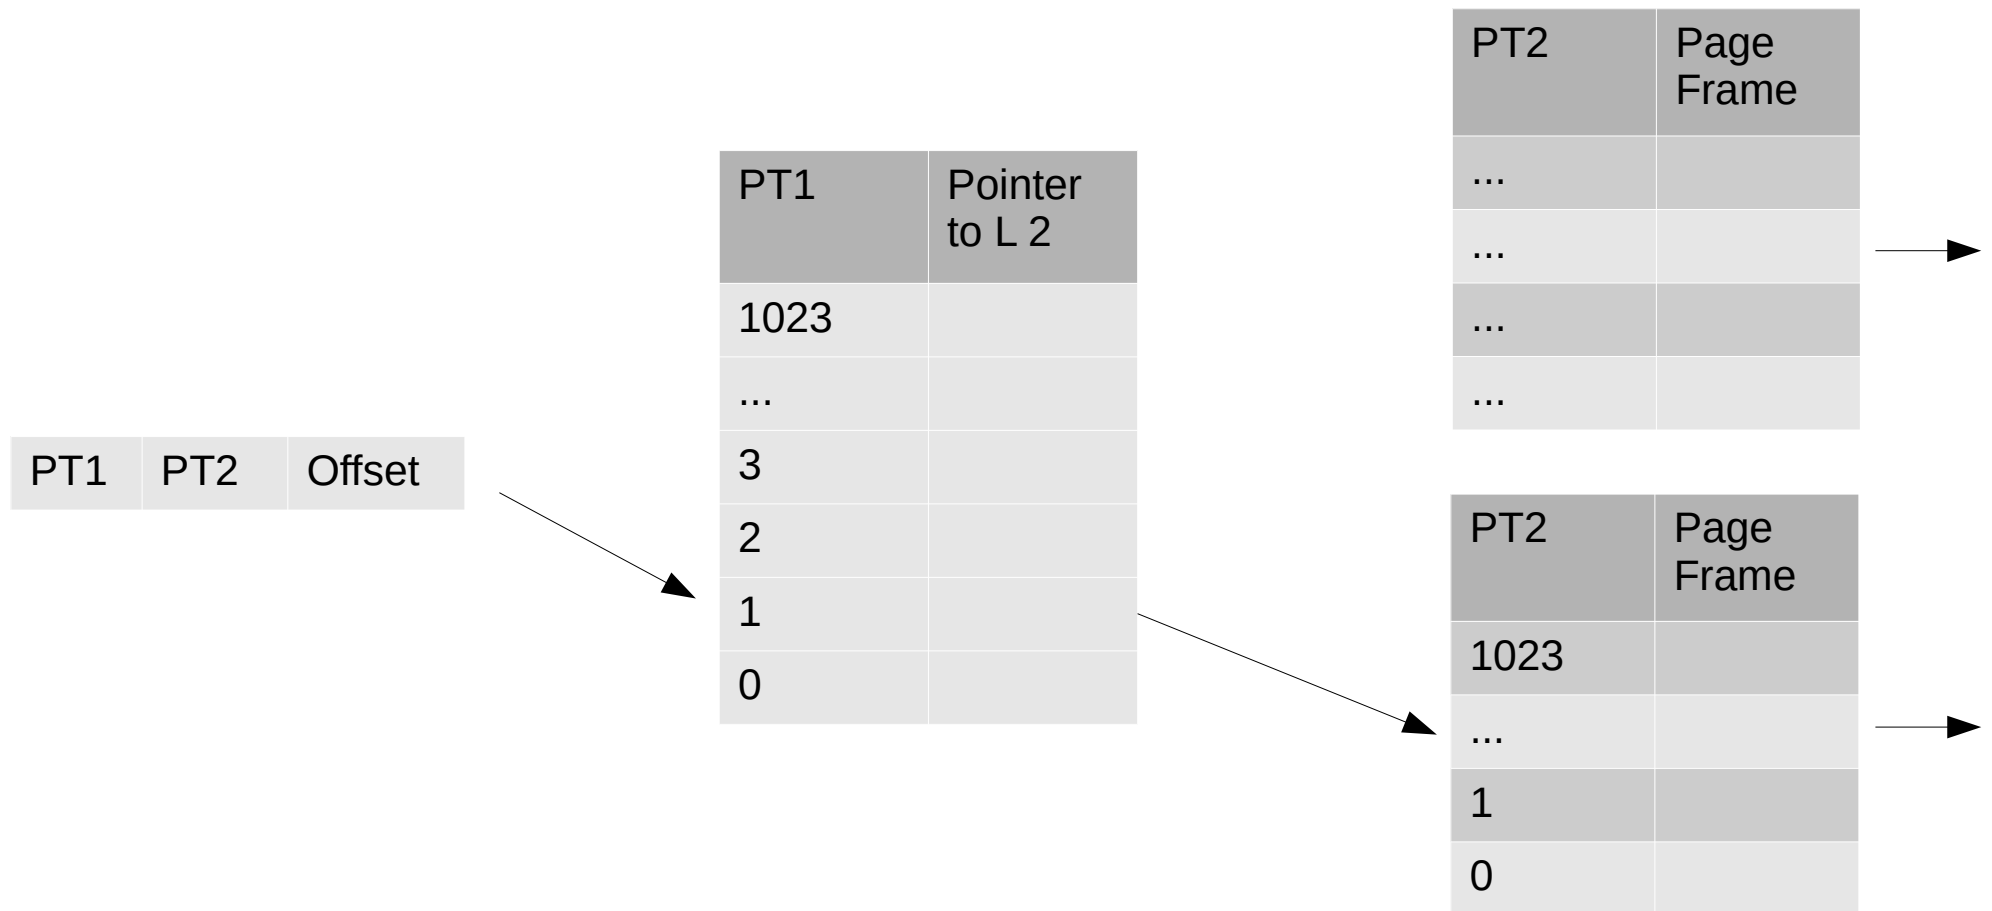 PT1 PT2 Offset
PT1 Pointer
to L 2
1023
...
3
2
1
0
PT2 Page
Frame
...
...
...
...
PT2 Page
Frame
1023
...
1
0